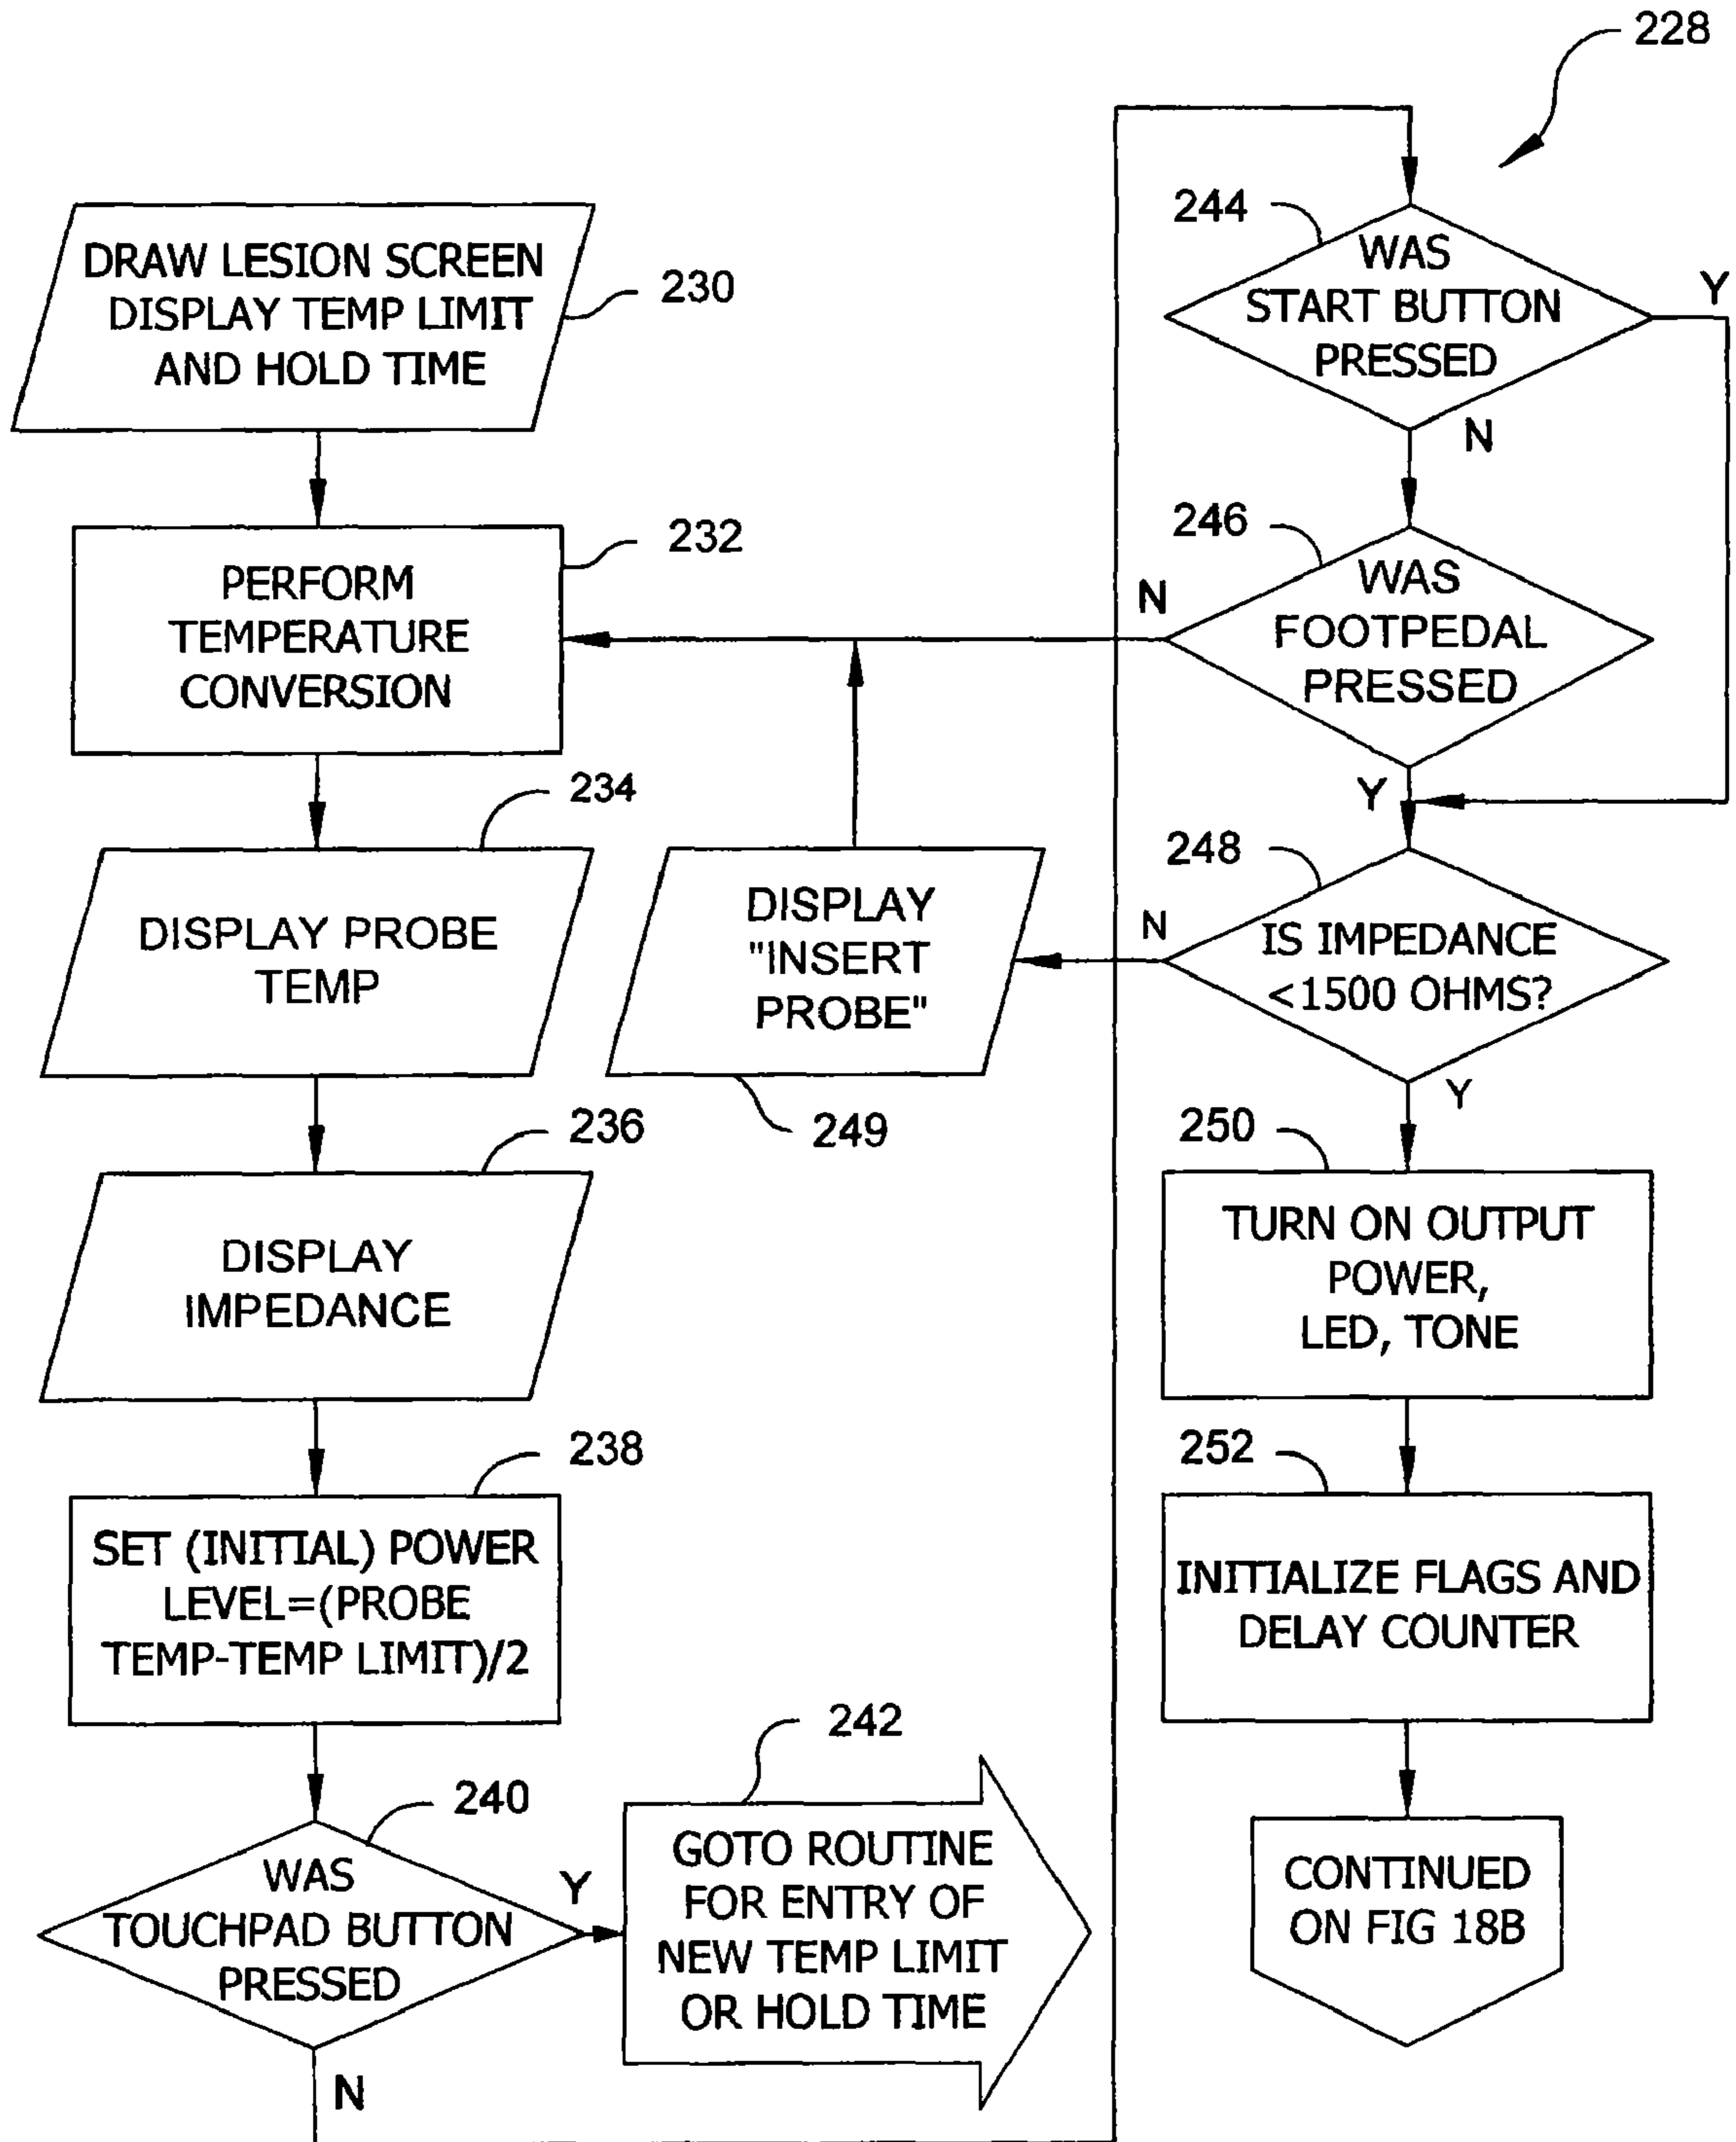 228
DRAW LESION SCREEN
DISPLAY TEMP LIMIT
AND HOLD TIME
230
PERFORM
TEMPERATURE
CONVERSION
232
234
DISPLAY PROBE
TEMP
236
DISPLAY
IMPEDANCE
238
SET (INITIAL) POWER
LEVEL=(PROBE
TEMP-TEMP LIMIT)/2
240
WAS
TOUCHPAD BUTTON
PRESSED
Y
N
242
GOTO ROUTINE
FOR ENTRY OF
NEW TEMP LIMIT
OR HOLD TIME
244
WAS
START BUTTON
PRESSED
Y
N
246
WAS
FOOTPEDAL
PRESSED
N
Y
248
IS IMPEDANCE
<1500 OHMS?
N
Y
DISPLAY
"INSERT
PROBE"
249
250
TURN ON OUTPUT
POWER,
LED, TONE
252
INITIALIZE FLAGS AND
DELAY COUNTER
CONTINUED
ON FIG 18B